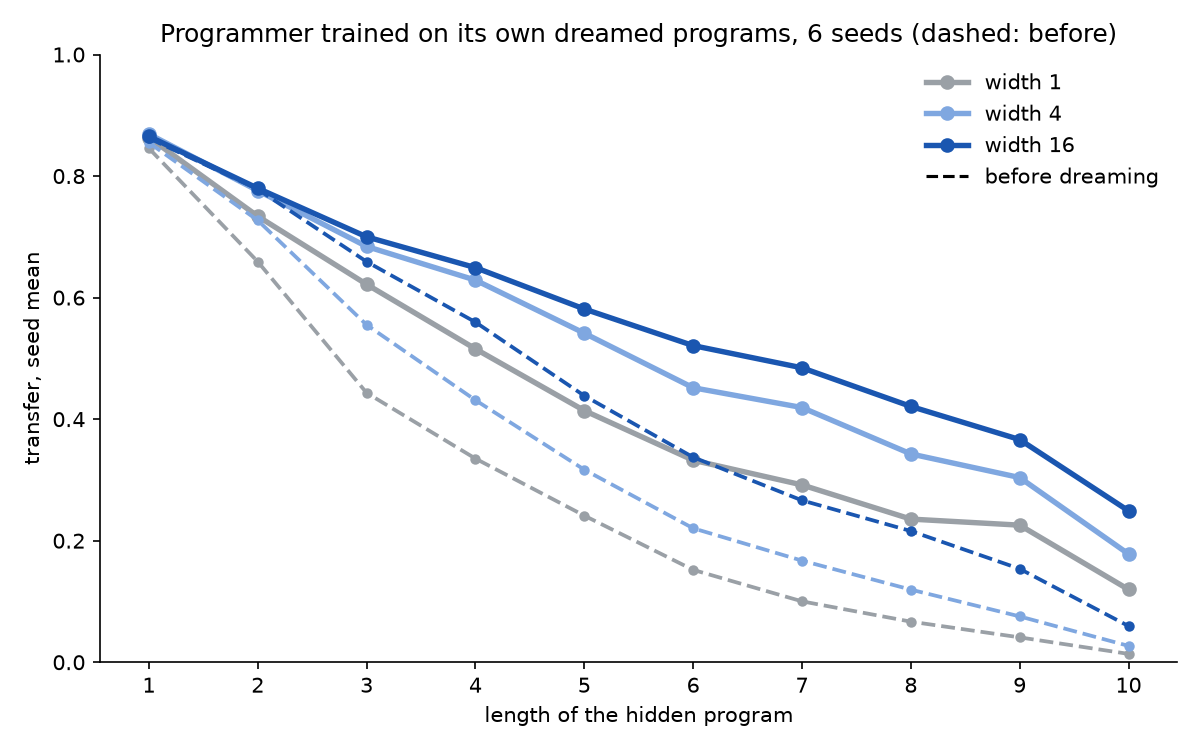 Programmer trained on its own dreamed programs, 6 seeds (dashed: before)
1.0
0.8
0.6
0.4
0.2
0.0
transfer, seed mean
width 1
width 4
width 16
before dreaming
1 2 3 4 5 6 7 8 9 10
length of the hidden program